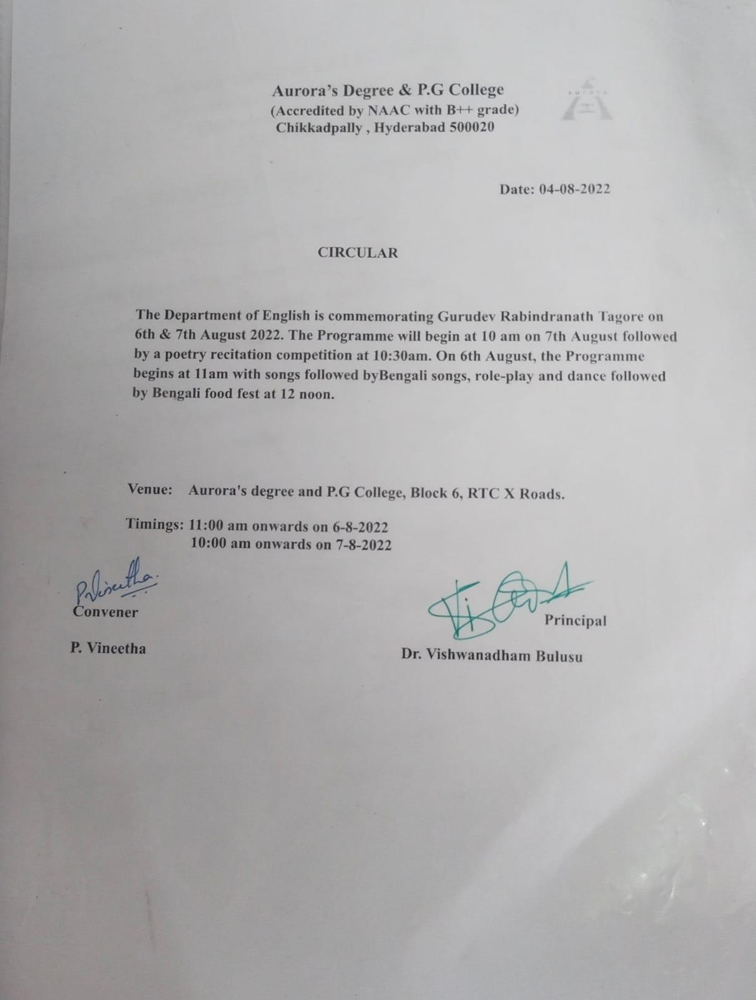 Aurora’s Degree & P.G College
(Accredited by NAAC with B++ grade)
Chikkadpally , Hyderabad 500020
aurora
Date: 04-08-2022
CIRCULAR
The Department of English is commemorating Gurudev Rabindranath Tagore on
6th & 7th August 2022. The Programme will begin at 10 am on 7th August followed
by a poetry recitation competition at 10:30am. On 6th August, the Programme
begins at 11am with songs followed byBengali songs, role-play and dance followed
by Bengali food fest at 12 noon.
Venue: Aurora's degree and P.G College, Block 6, RTC X Roads.
Timings: 11:00 am onwards on 6-8-2022
10:00 am onwards on 7-8-2022
P.Vineetha.
Convener
Principal
P. Vineetha
Dr. Vishwanadham Bulusu